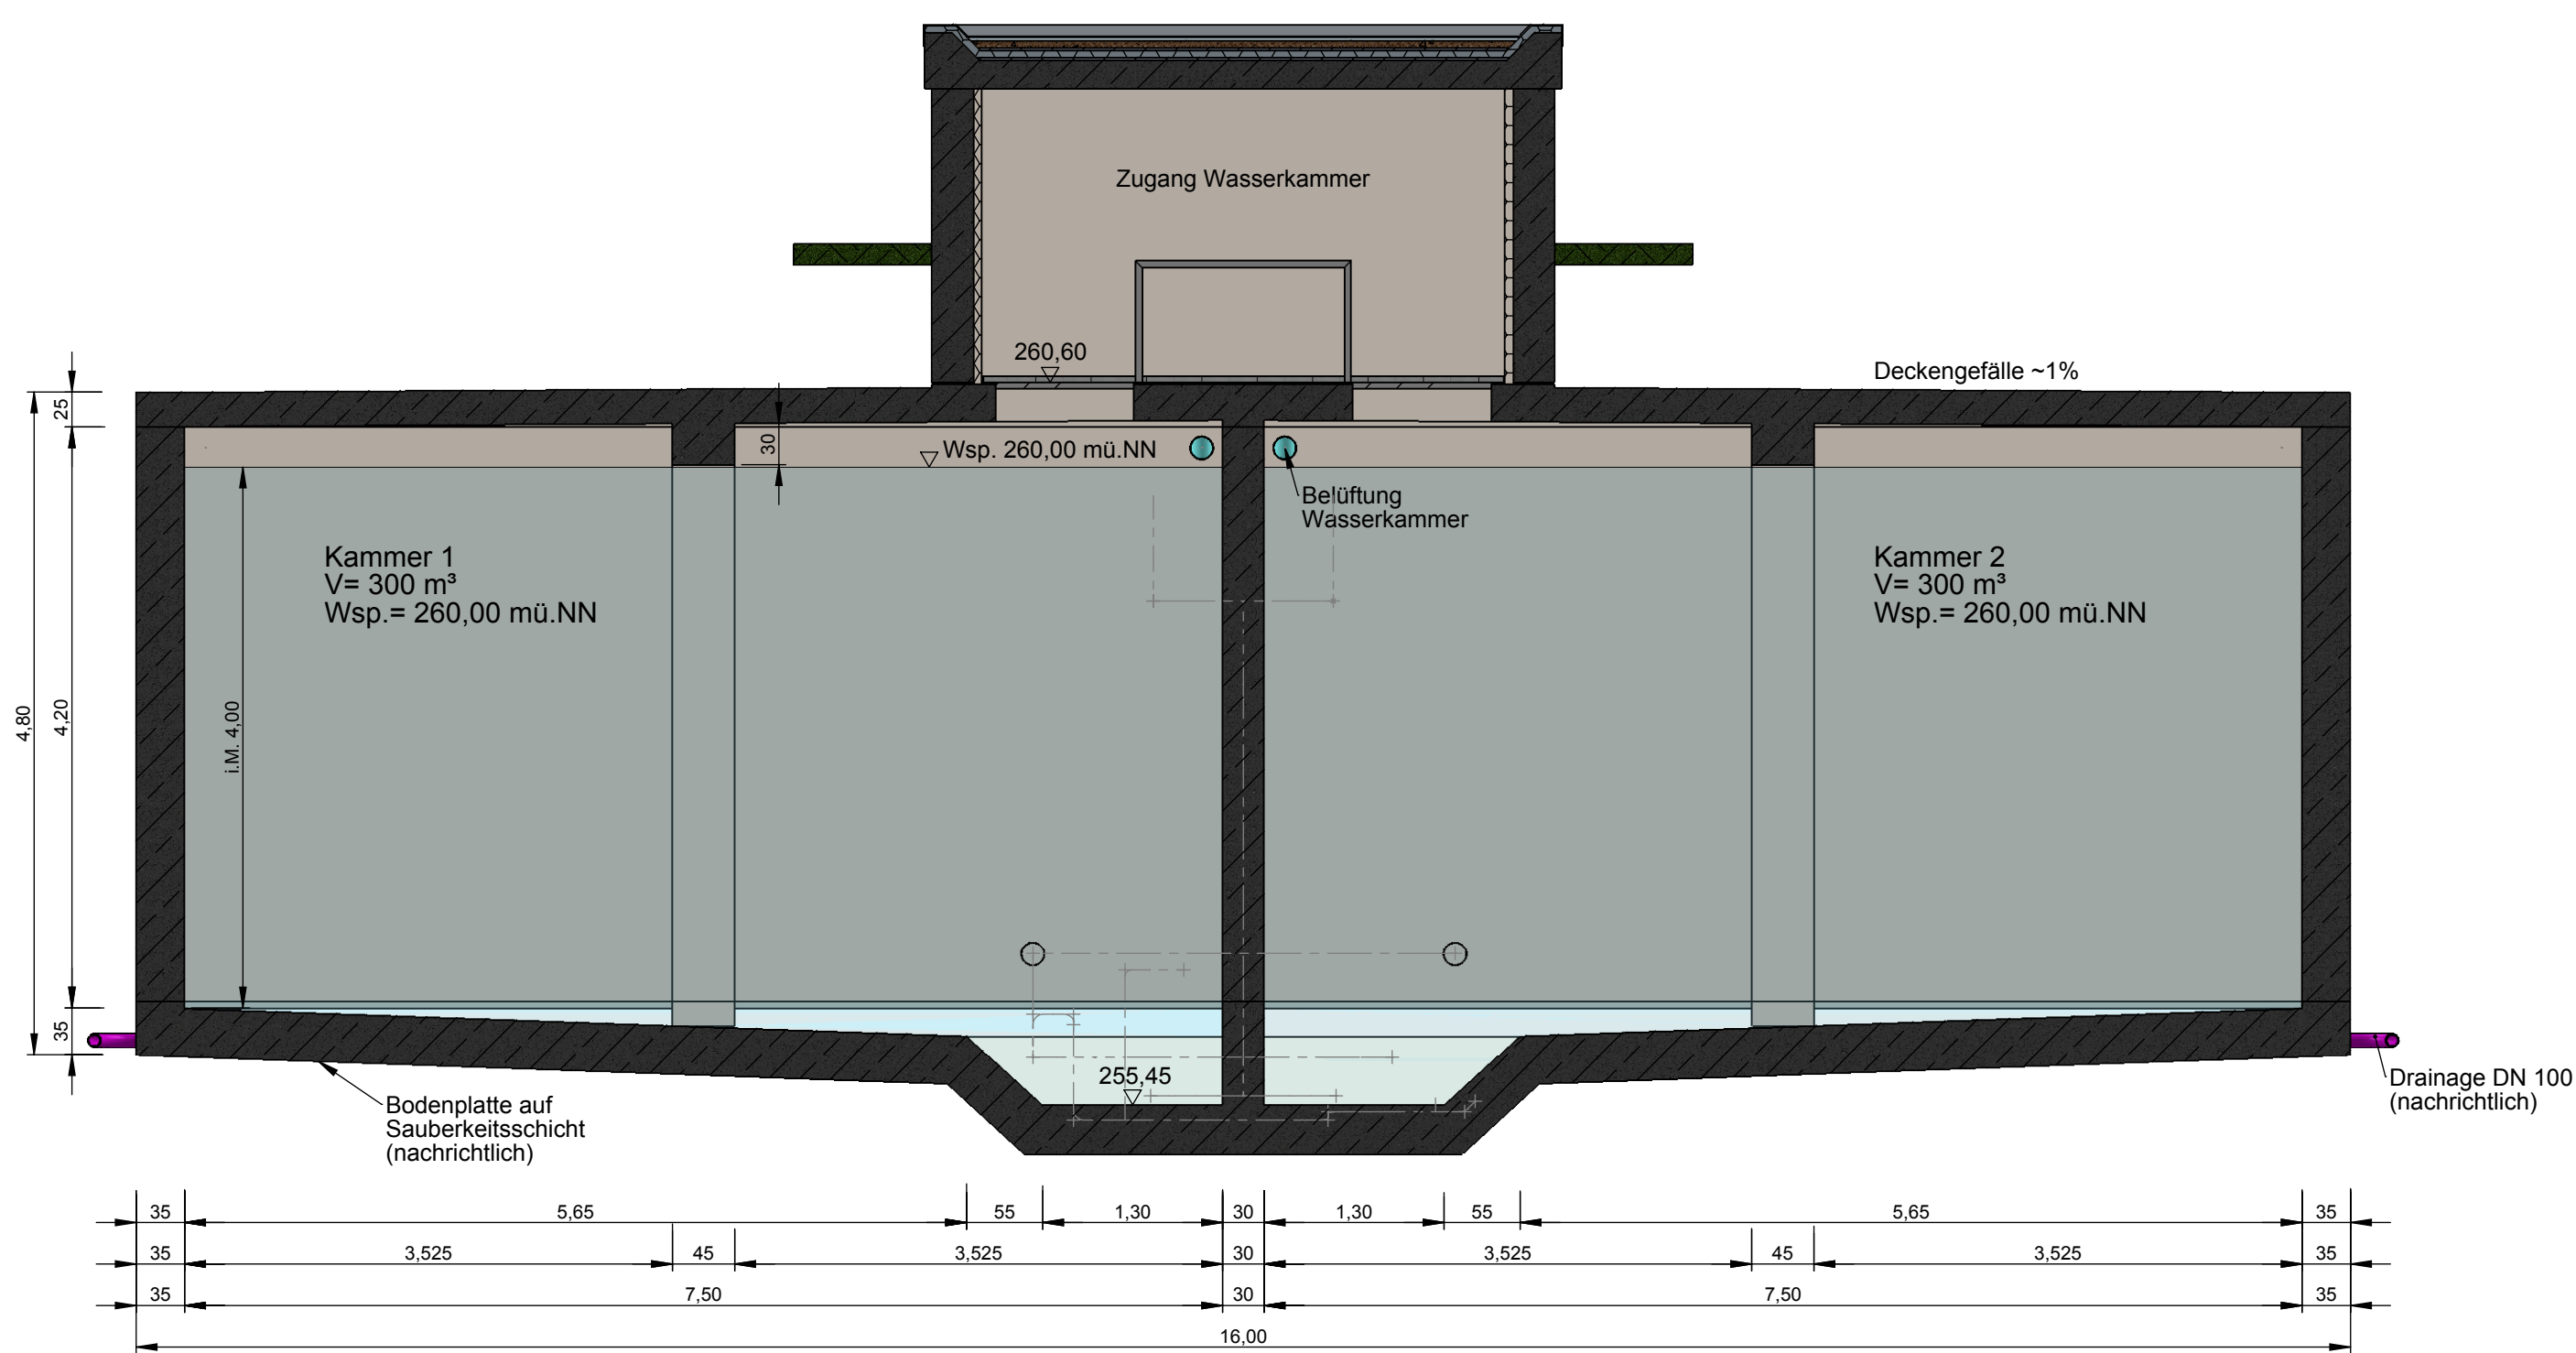 Zugang Wasserkammer
260,60
Deckengefälle ~1%
25
30
Wsp. 260,00 mü.NN
Belüftung
Wasserkammer
Kammer 1
V= 300 m³
Wsp.= 260,00 mü.NN
Kammer 2
V= 300 m³
Wsp.= 260,00 mü.NN
4,80
4,20
i.M. 4,00
35
255,45
Bodenplatte auf
Sauberkeitsschicht
(nachrichtlich)
Drainage DN 100
(nachrichtlich)
35 5,65 55 1,30 30 1,30 55 5,65 35
35 3,525 45 3,525 30 3,525 45 3,525 35
35 7,50 30 7,50 35
16,00